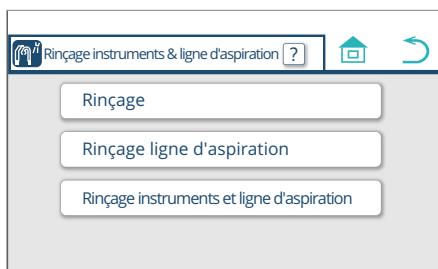 Rinçage instruments & ligne d'aspiration ?
Rinçage
Rinçage ligne d'aspiration
Rinçage instruments et ligne d'aspiration